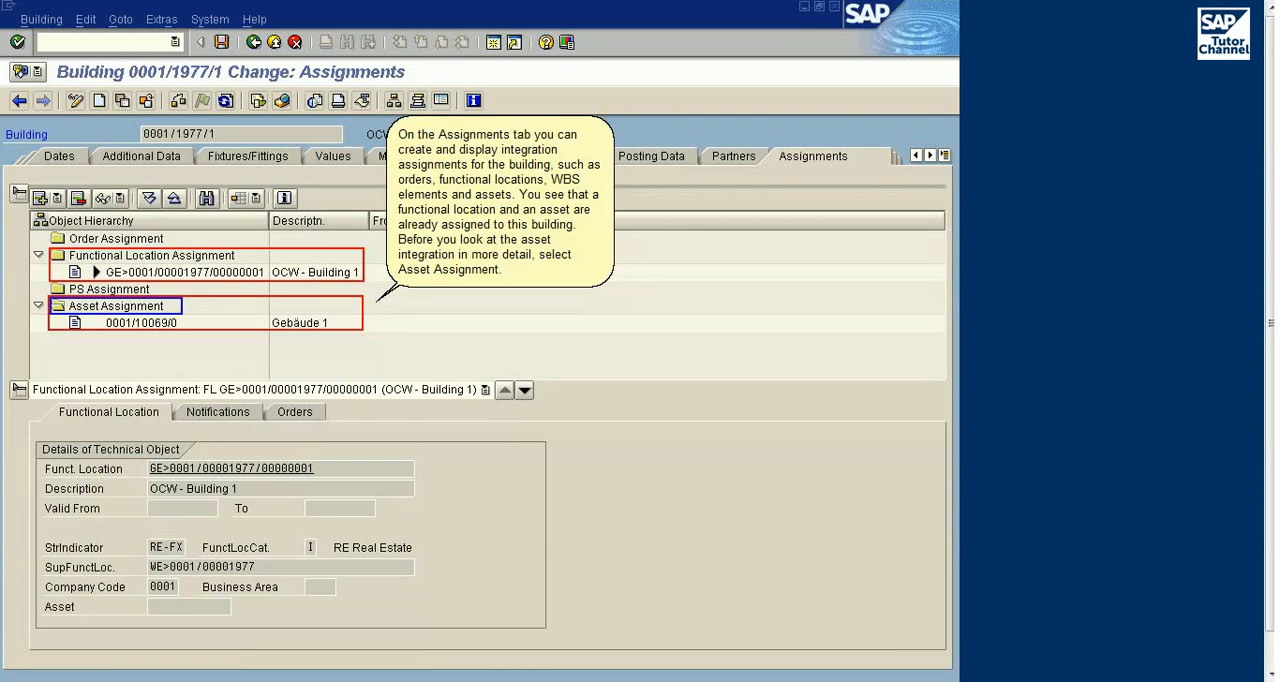 Building Edit Goto Extras System Help
SAP
SAP
Tutor
Channel
Building 0001/1977/1 Change: Assignments
Building 0001/1977/1 OCW
Dates Additional Data Fixture/Fittings Values M Posting Data Partners Assignments
On the Assignments tab you can
create and display integration
assignments for the building, such as
orders, functional locations, WBS
elements and assets. You see that a
functional location and an asset are
already assigned to this building.
Before you look at the asset
integration in more detail, select
Asset Assignment.
Object Hierarchy Descriptn. Fro
Order Assignment
Functional Location Assignment
GE>0001/00001977/00000001 OCW - Building 1
PS Assignment
Asset Assignment
0001/10069/0 Gebäude 1
Functional Location Assignment: FL GE>0001/00001977/00000001 (OCW - Building 1)
Functional Location Notifications Orders
Details of Technical Object
Funct. Location GE>0001/00001977/00000001
Description OCW - Building 1
Valid From To
StrIndicator RE-FX FunctLocCat. I RE Real Estate
SupFunctLoc. WE>0001/00001977
Company Code 0001 Business Area
Asset